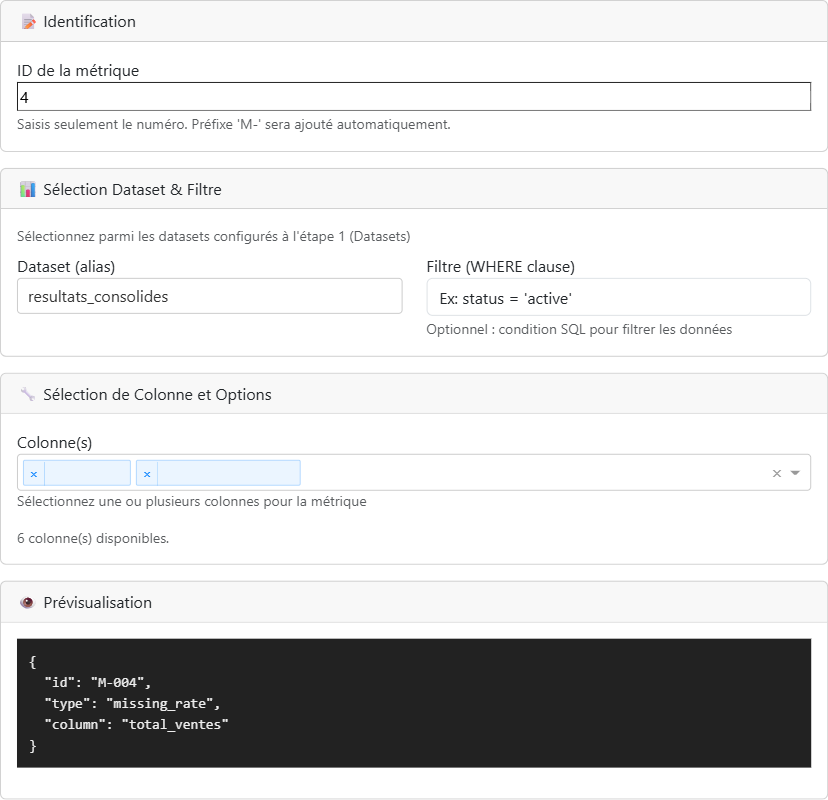 Identification
ID de la métrique
4
Saisis seulement le numéro. Préfixe 'M-' sera ajouté automatiquement.
Sélection Dataset & Filtre
Sélectionnez parmi les datasets configurés à l'étape 1 (Datasets)
Dataset (alias)
resultats_consolides
Filtre (WHERE clause)
Ex: status = 'active'
Optionnel : condition SQL pour filtrer les données
Sélection de Colonne et Options
Colonne(s)
× ×
×
Sélectionnez une ou plusieurs colonnes pour la métrique
6 colonne(s) disponibles.
Prévisualisation
{
"id": "M-004",
"type": "missing_rate",
"column": "total_ventes"
}